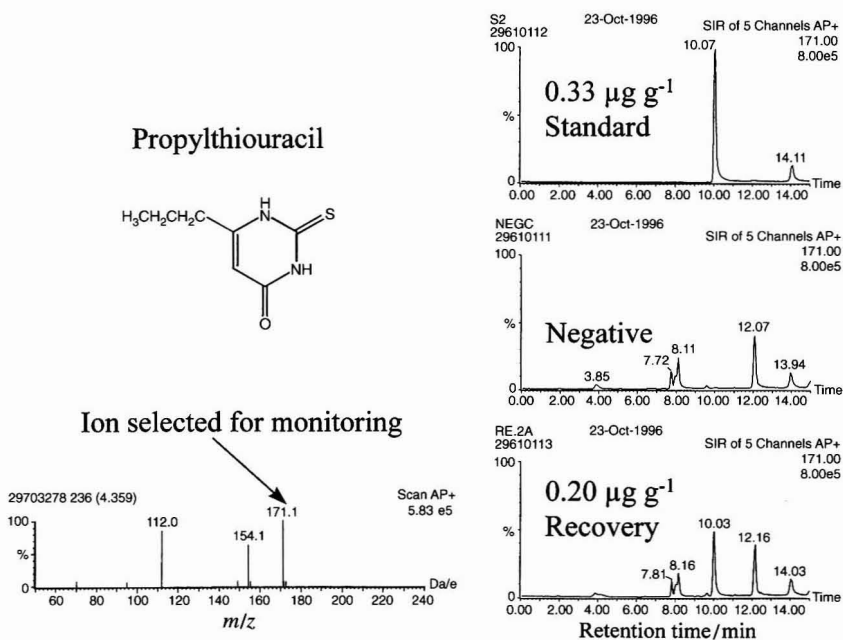 Propylthiouracil
H₃CH₂CH₂C
H
N
S
NH
O
Ion selected for monitoring
29703278 236 (4.359)
Scan AP+
5.83 e5
100
%
0
112.0
154.1
171.1
Da/e
60 80 100 120 140 160 180 200 220 240
m/z
S2
29610112
23-Oct-1996
SIR of 5 Channels AP+
171.00
8.00e5
100
%
0
10.07
0.33 µg g⁻¹
Standard
14.11
Time
0.00 2.00 4.00 6.00 8.00 10.00 12.00 14.00
NEGC
29610111
23-Oct-1996
SIR of 5 Channels AP+
171.00
8.00e5
100
%
0
Negative
3.85
7.72
8.11
12.07
13.94
Time
0.00 2.00 4.00 6.00 8.00 10.00 12.00 14.00
RE.2A
29610113
23-Oct-1996
SIR of 5 Channels AP+
171.00
8.00e5
100
%
0
0.20 µg g⁻¹
Recovery
7.81
8.16
10.03
12.16
14.03
Time
0.00 2.00 4.00 6.00 8.00 10.00 12.00 14.00
Retention time/min